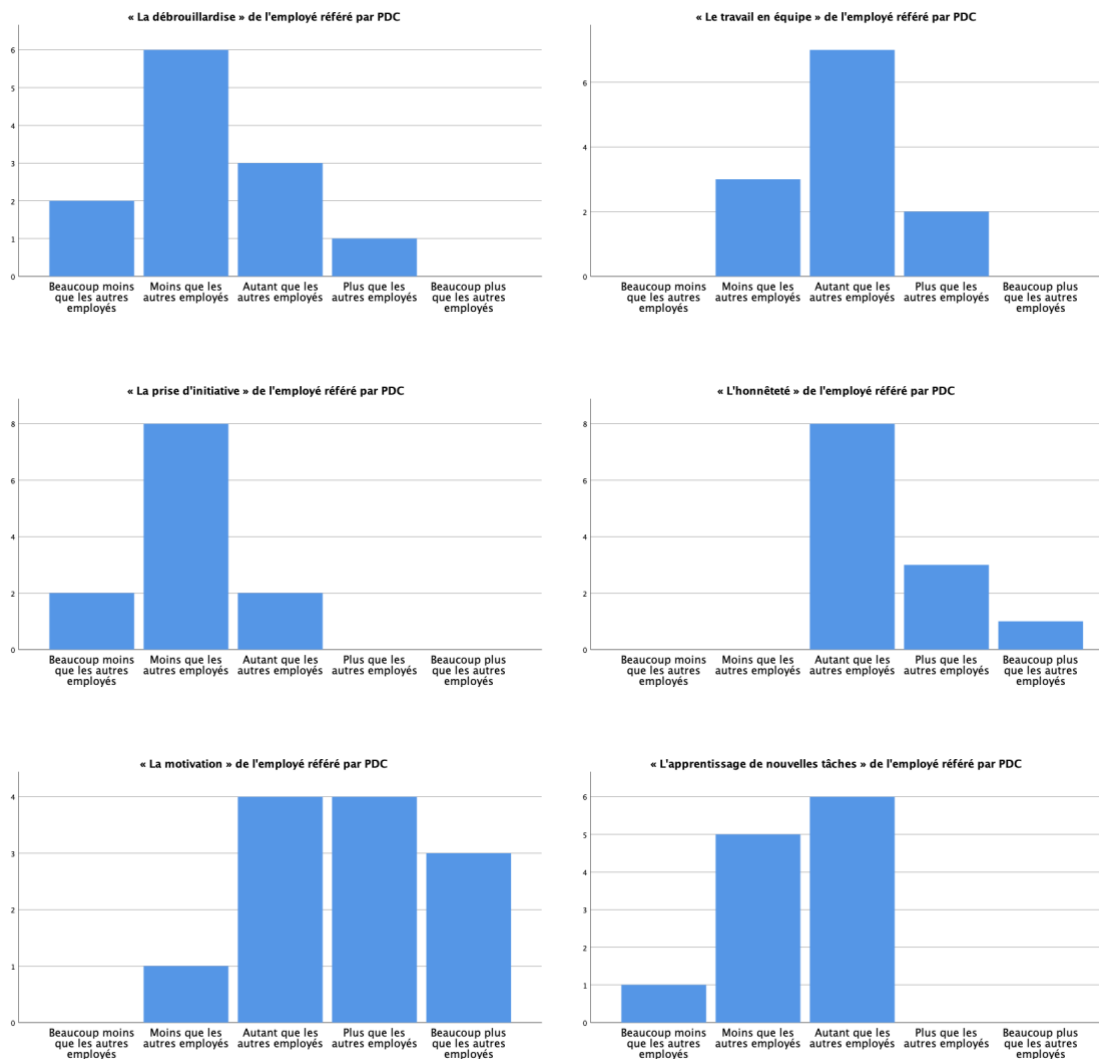 « La débrouillardise » de l'employé référé par PDC
6
5
4
3
2
1
0
Beaucoup moins
que les autres
employés
Moins que les
autres employés
Autant que les
autres employés
Plus que les
autres employés
Beaucoup plus
que les autres
employés
« Le travail en équipe » de l'employé référé par PDC
6
4
2
0
Beaucoup moins
que les autres
employés
Moins que les
autres employés
Autant que les
autres employés
Plus que les
autres employés
Beaucoup plus
que les autres
employés
« La prise d'initiative » de l'employé référé par PDC
8
6
4
2
0
Beaucoup moins
que les autres
employés
Moins que les
autres employés
Autant que les
autres employés
Plus que les
autres employés
Beaucoup plus
que les autres
employés
« L'honnêteté » de l'employé référé par PDC
8
6
4
2
0
Beaucoup moins
que les autres
employés
Moins que les
autres employés
Autant que les
autres employés
Plus que les
autres employés
Beaucoup plus
que les autres
employés
« La motivation » de l'employé référé par PDC
4
3
2
1
0
Beaucoup moins
que les autres
employés
Moins que les
autres employés
Autant que les
autres employés
Plus que les
autres employés
Beaucoup plus
que les autres
employés
« L'apprentissage de nouvelles tâches » de l'employé référé par PDC
6
5
4
3
2
1
0
Beaucoup moins
que les autres
employés
Moins que les
autres employés
Autant que les
autres employés
Plus que les
autres employés
Beaucoup plus
que les autres
employés